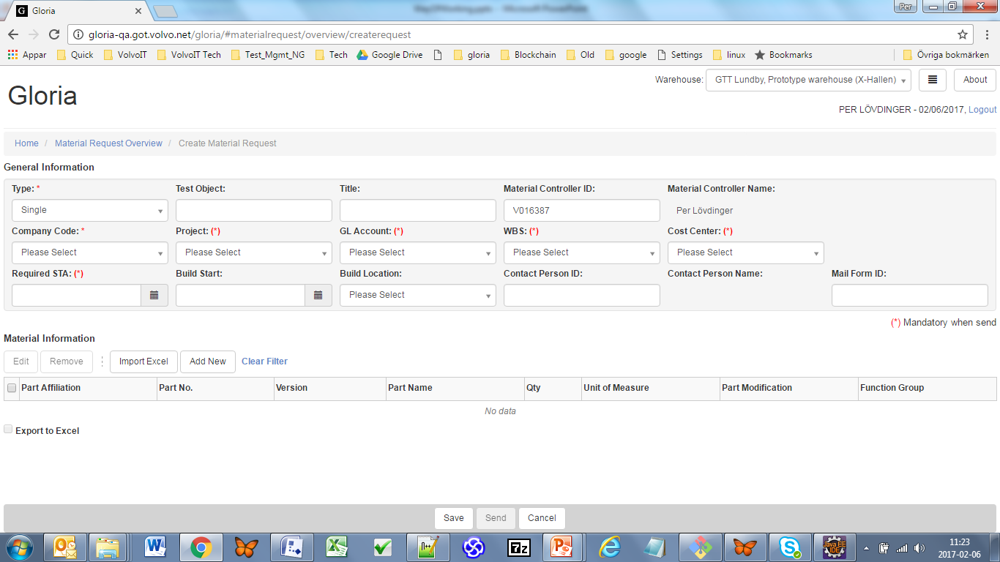 Gloria
Per
gloria-qa.got.volvo.net/gloria/#materialrequest/overview/createrequest
Appar Quick VolvoIT VolvoIT Tech Test_Mgmt_NG Tech Google Drive gloria Blockchain Old google Settings linux Bookmarks Övriga bokmärken
Warehouse: GTT Lundby, Prototype warehouse (X-Hallen) About
Gloria
PER LÖVDINGER - 02/06/2017, Logout
Home / Material Request Overview / Create Material Request
General Information
Type: * Test Object: Title: Material Controller ID: Material Controller Name:
Single V016387 Per Lövdinger
Company Code: * Project: (*) GL Account: (*) WBS: (*) Cost Center: (*)
Please Select Please Select Please Select Please Select Please Select
Required STA: (*) Build Start: Build Location: Contact Person ID: Contact Person Name: Mail Form ID:
Please Select
(*) Mandatory when send
Material Information
Edit Remove Import Excel Add New Clear Filter
Part Affiliation Part No. Version Part Name Qty Unit of Measure Part Modification Function Group
No data
Export to Excel
Save Send Cancel
11:23
2017-02-06